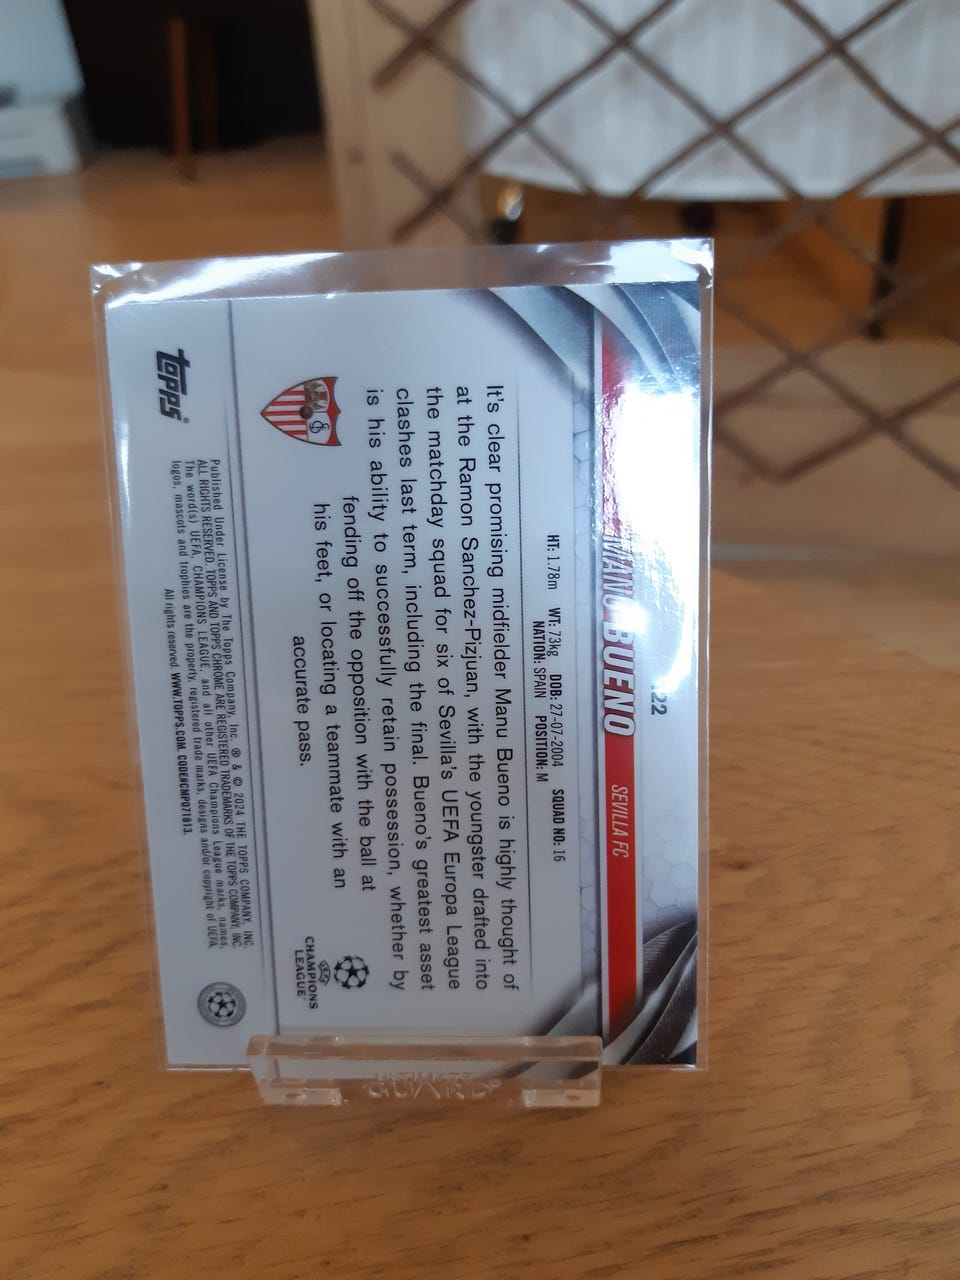 22
MANU BUENO SEVILLA FC
HT: 1.78m WT: 73kg DOB: 27-07-2004 SQUAD NO: 16
NATION: SPAIN POSITION: M
It's clear promising midfielder Manu Bueno is highly thought of
at the Ramon Sanchez-Pizjuan, with the youngster drafted into
the matchday squad for six of Sevilla's UEFA Europa League
clashes last term, including the final. Bueno's greatest asset
is his ability to successfully retain possession, whether by
fending off the opposition with the ball at
his feet, or locating a teammate with an
accurate pass.
UEFA
CHAMPIONS
LEAGUE
topps®
Published Under License by The Topps Company, Inc. ® & © 2024 THE TOPPS COMPANY, INC.
ALL RIGHTS RESERVED. TOPPS AND TOPPS CHROME ARE REGISTERED TRADEMARKS OF THE TOPPS COMPANY, INC.
The word(s) UEFA, CHAMPIONS LEAGUE, and all other UEFA Champions League marks, names,
logos, mascots and trophies are the property, registered trade marks, designs and/or copyright of UEFA.
All rights reserved. WWW.TOPPS.COM. CODE#CMP071813.